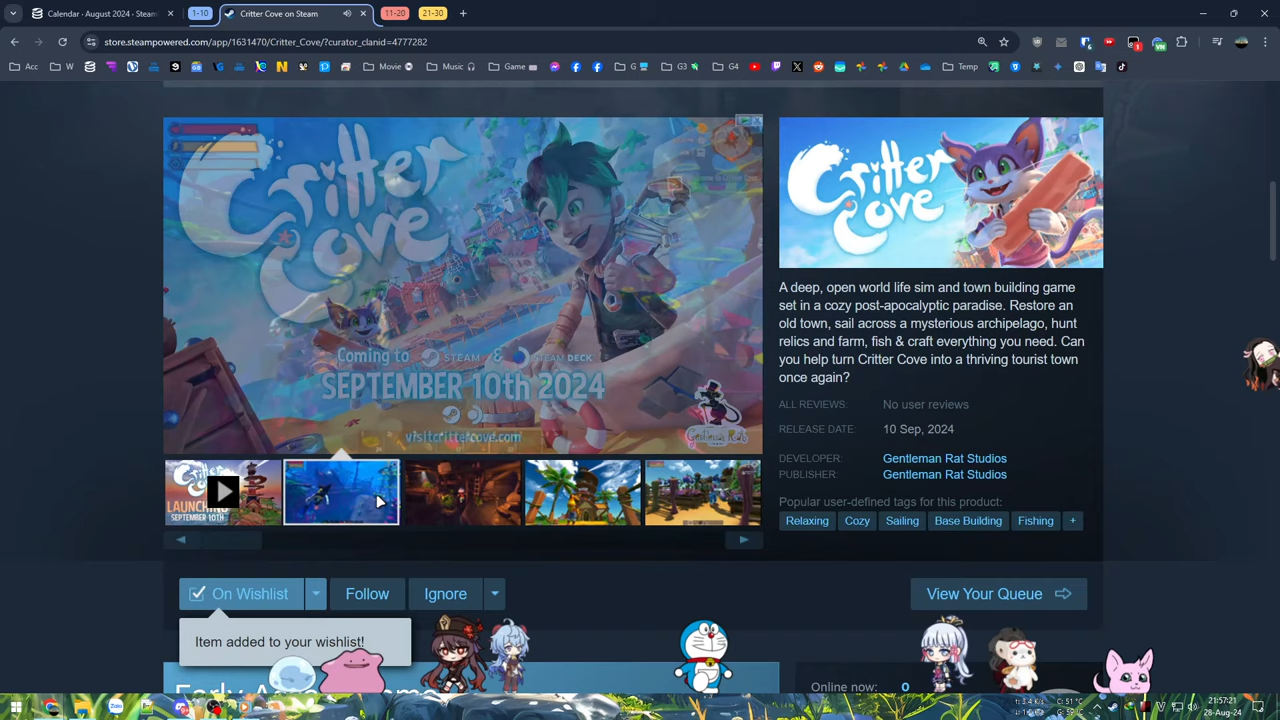 Calendar · August 2024 · Steam
1-10
Critter Cove on Steam
11-20
21-30
store.steampowered.com/app/1631470/Critter_Cove/?curator_clanid=4777282
Acc
W
Movie
Music
Game
G
G3
G4
Temp
Critter
Cove
Coming to STEAM & STEAM DECK
SEPTEMBER 10th 2024
visitcrittercove.com
Critter
Cove
A deep, open world life sim and town building game
set in a cozy post-apocalyptic paradise. Restore an
old town, sail across a mysterious archipelago, hunt
relics and farm, fish & craft everything you need. Can
you help turn Critter Cove into a thriving tourist town
once again?
ALL REVIEWS: No user reviews
RELEASE DATE: 10 Sep, 2024
DEVELOPER: Gentleman Rat Studios
PUBLISHER: Gentleman Rat Studios
Popular user-defined tags for this product:
Relaxing Cozy Sailing Base Building Fishing +
LAUNCHING
SEPTEMBER 10TH
On Wishlist
Follow
Ignore
View Your Queue
Item added to your wishlist!
Online now: 0
Zalo
21:57:21
28-Aug-24